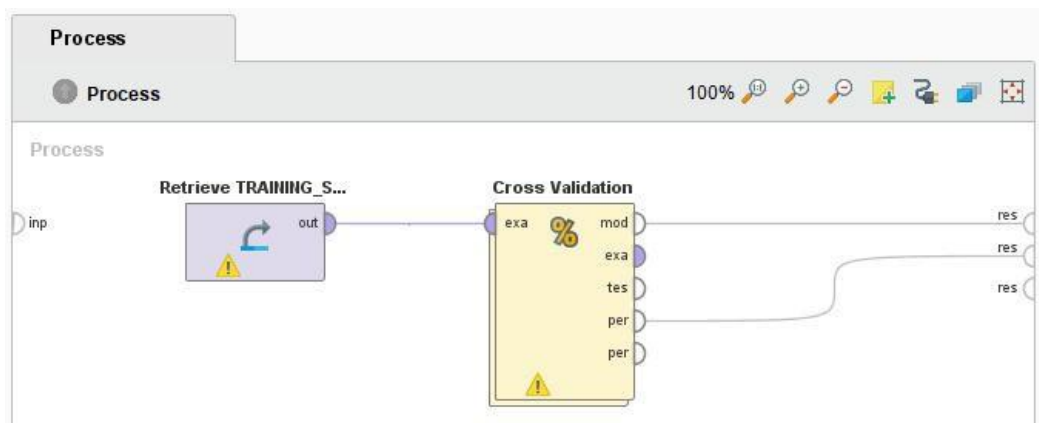 Process
Process
100%
Process
Retrieve TRAINING_S...
Cross Validation
inp
out
exa
%
mod
res
exa
res
tes
res
per
per